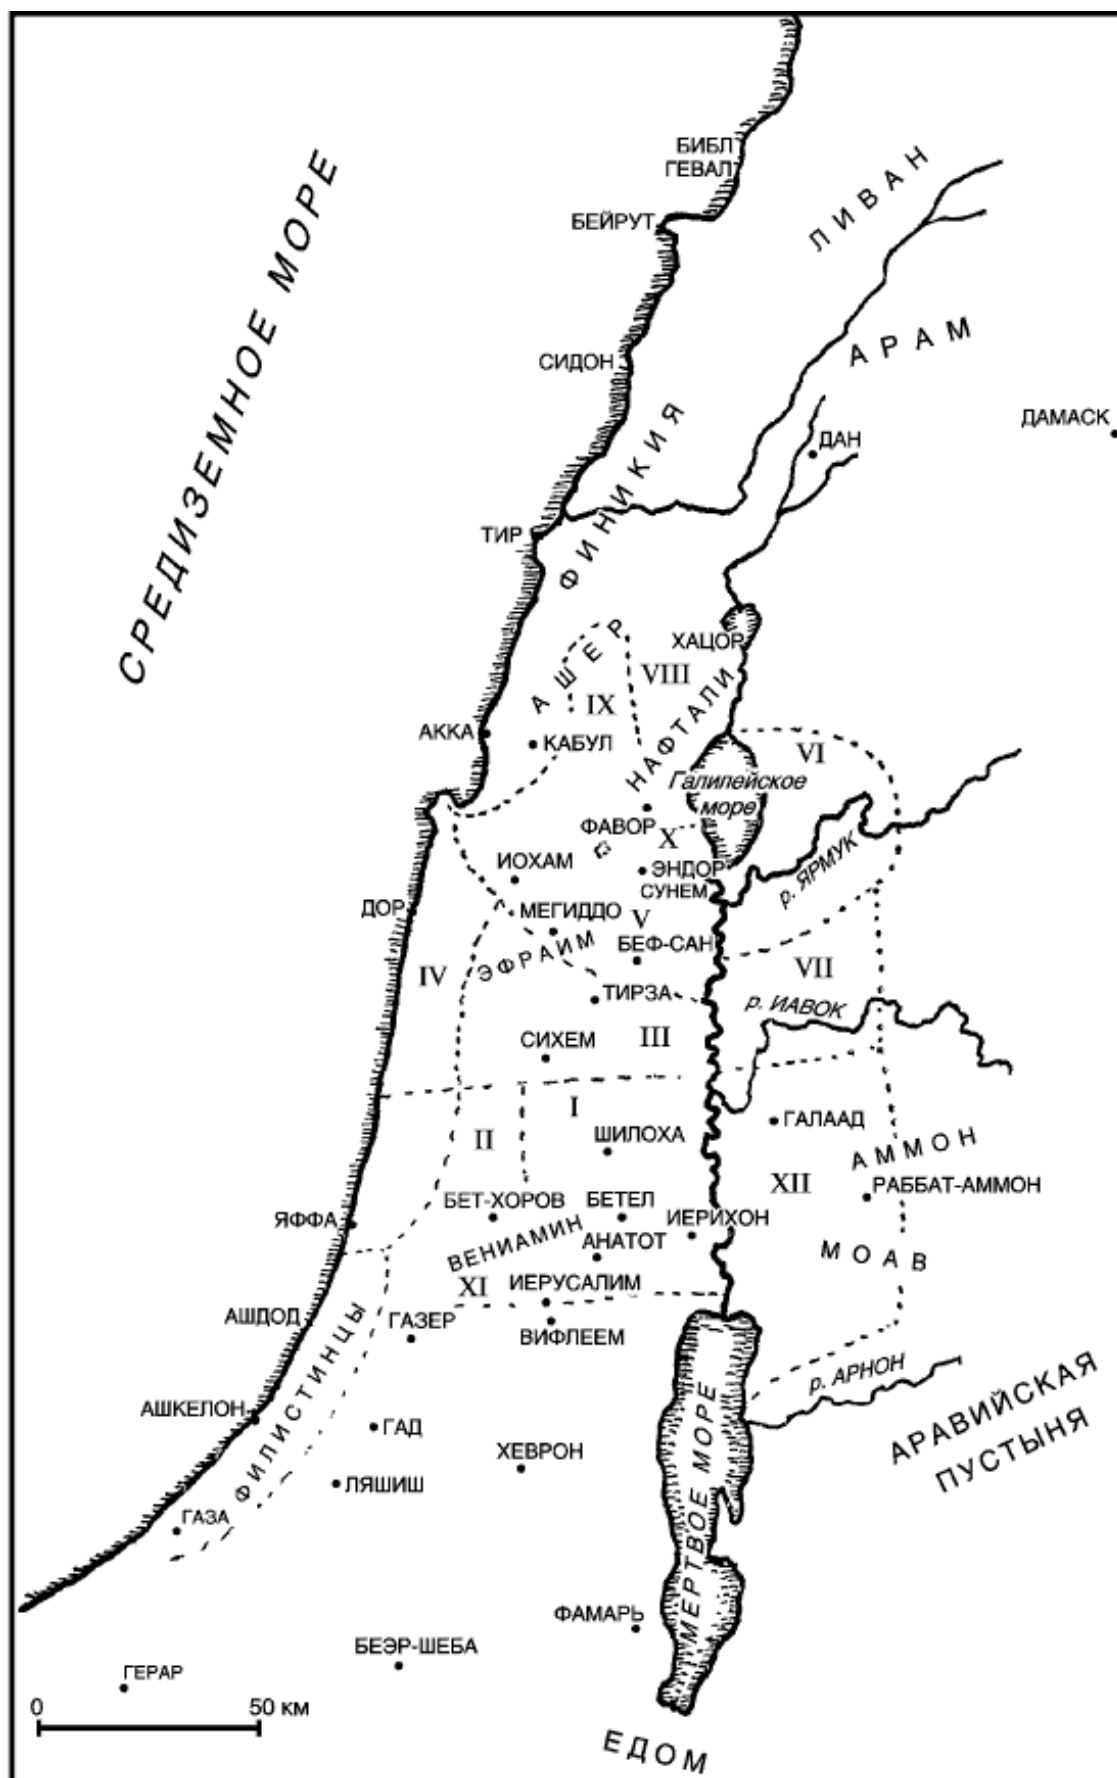 БИБЛ
ГЕВАЛ
ЛИВАН
БЕЙРУТ
СРЕДИЗЕМНОЕ МОРЕ
АРАМ
СИДОН
ДАМАСК
ДАН
ФИНИКИЯ
ТИР
ХАЦОР
АШЕР
VIII
IX
НАФТАЛИ
АККА
КАБУЛ
VI
Галилейское
море
ФАВОР
X
ИОХАМ
ЭНДОР
СУНЕМ
р. ЯРМУК
ДОР
МЕГИДДО
V
БЕФ-САН
ЭФРАИМ
IV
VII
ТИРЗА
р. ИАВОК
СИХЕМ
III
I
II
ШИЛОХА
ГАЛААД
АММОН
XII
РАББАТ-АММОН
БЕТ-ХОРОВ
БЕТЕЛ
ЯФФА
ИЕРИХОН
ВЕНИАМИН
АНАТОТ
МОАВ
XI
ИЕРУСАЛИМ
АШДОД
ГАЗЕР
ВИФЛЕЕМ
р. АРНОН
АШКЕЛОН
ФИЛИСТИНЦЫ
ГАД
АРАВИЙСКАЯ
ПУСТЫНЯ
ХЕВРОН
ЛЯШИШ
МЕРТВОЕ МОРЕ
ГАЗА
ФАМАРЬ
БЕЭР-ШЕБА
ГЕРАР
0 50 км
ЕДОМ